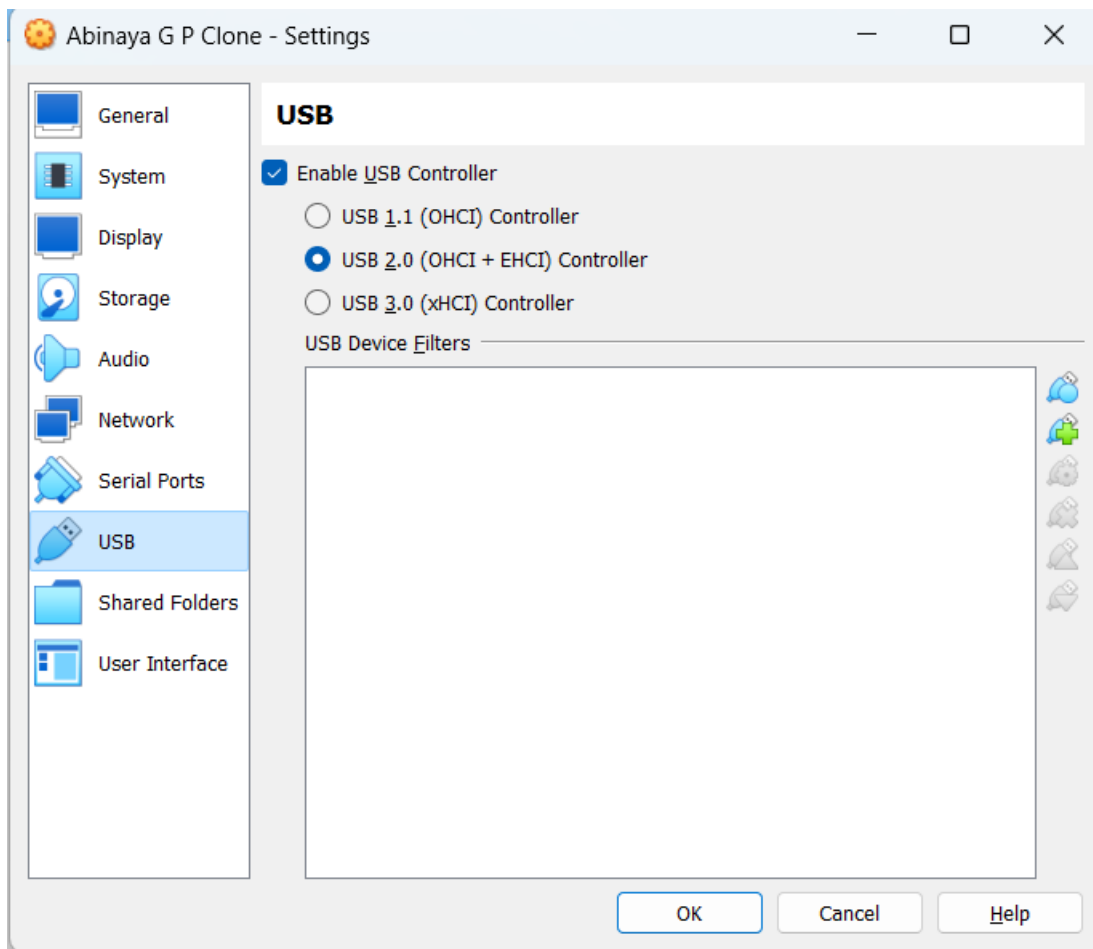 Abinaya G P Clone - Settings
General
System
Display
Storage
Audio
Network
Serial Ports
USB
Shared Folders
User Interface
USB
Enable USB Controller
USB 1.1 (OHCI) Controller
USB 2.0 (OHCI + EHCI) Controller
USB 3.0 (xHCI) Controller
USB Device Filters
OK
Cancel
Help